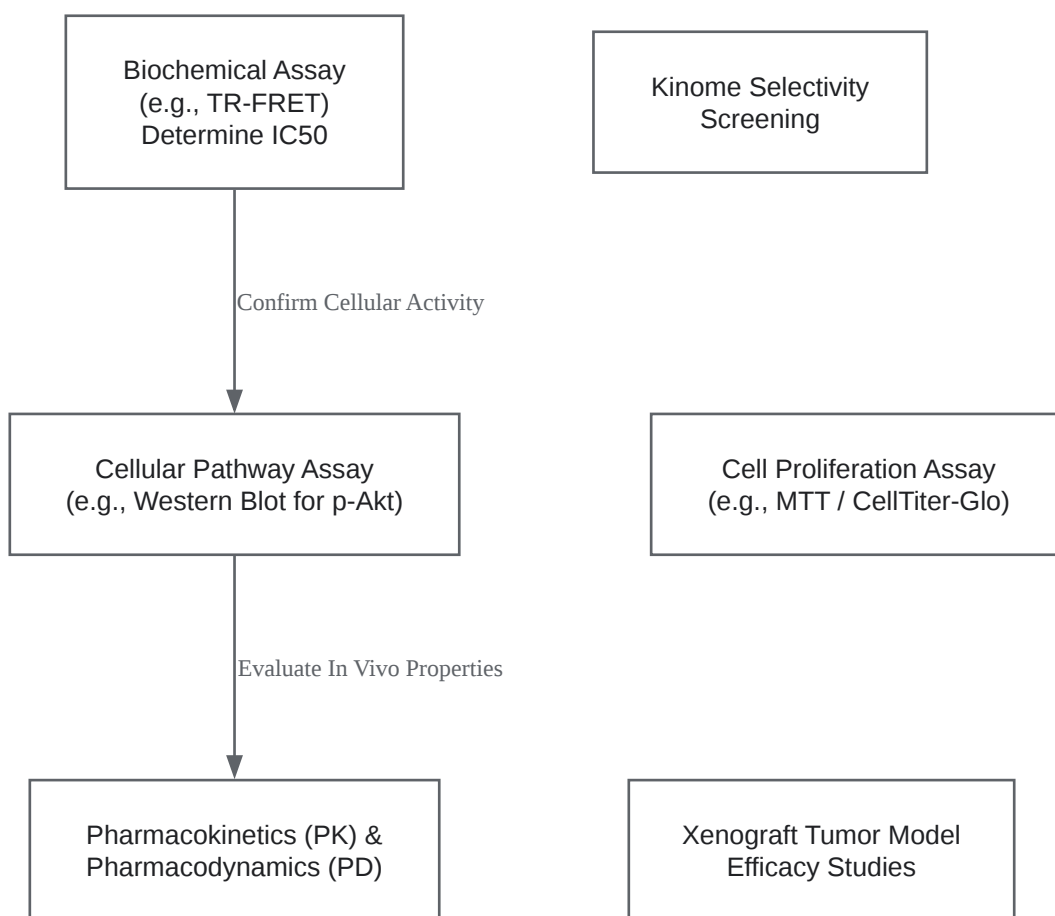 Biochemical Assay
(e.g., TR-FRET)
Determine IC50
Kinome Selectivity
Screening
Confirm Cellular Activity
Cellular Pathway Assay
(e.g., Western Blot for p-Akt)
Cell Proliferation Assay
(e.g., MTT / CellTiter-Glo)
Evaluate In Vivo Properties
Pharmacokinetics (PK) &
Pharmacodynamics (PD)
Xenograft Tumor Model
Efficacy Studies